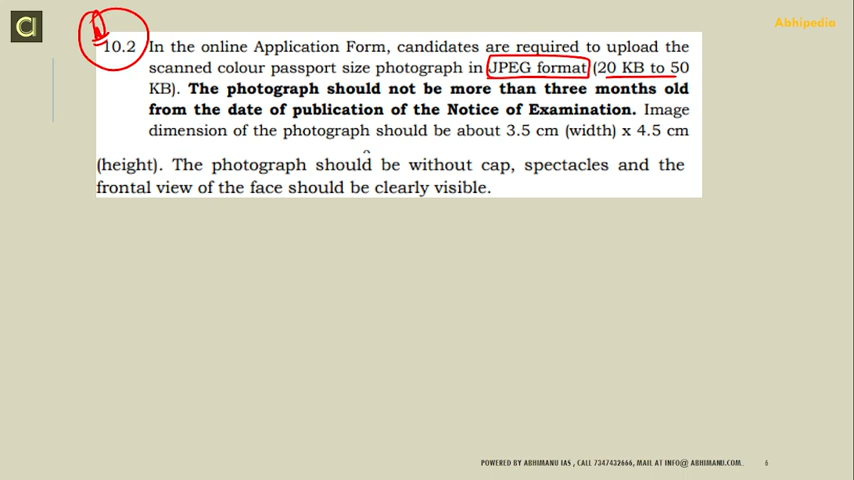 Abhipedia
10.2 In the online Application Form, candidates are required to upload the
scanned colour passport size photograph in JPEG format (20 KB to 50
KB). The photograph should not be more than three months old
from the date of publication of the Notice of Examination. Image
dimension of the photograph should be about 3.5 cm (width) x 4.5 cm
(height). The photograph should be without cap, spectacles and the
frontal view of the face should be clearly visible.
POWERED BY ABHIMANU IAS , CALL 7347432666, MAIL AT INFO@ ABHIMANU.COM.. 6